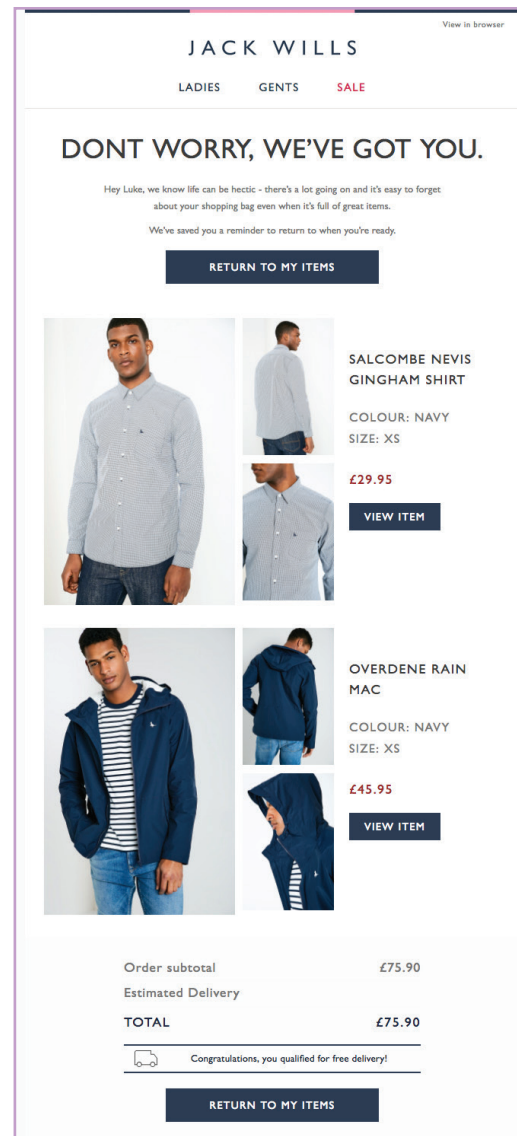 View in browser
JACK WILLS
LADIES GENTS SALE
DONT WORRY, WE'VE GOT YOU.
Hey Luke, we know life can be hectic - there's a lot going on and it's easy to forget
about your shopping bag even when it's full of great items.
We've saved you a reminder to return to when you're ready.
RETURN TO MY ITEMS
SALCOMBE NEVIS
GINGHAM SHIRT
COLOUR: NAVY
SIZE: XS
£29.95
VIEW ITEM
OVERDENE RAIN
MAC
COLOUR: NAVY
SIZE: XS
£45.95
VIEW ITEM
Order subtotal £75.90
Estimated Delivery
TOTAL £75.90
Congratulations, you qualified for free delivery!
RETURN TO MY ITEMS